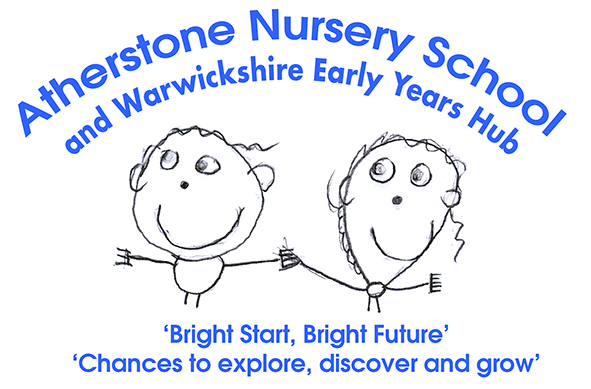 Atherstone Nursery School
and Warwickshire Early Years Hub
‘Bright Start, Bright Future’
‘Chances to explore, discover and grow’